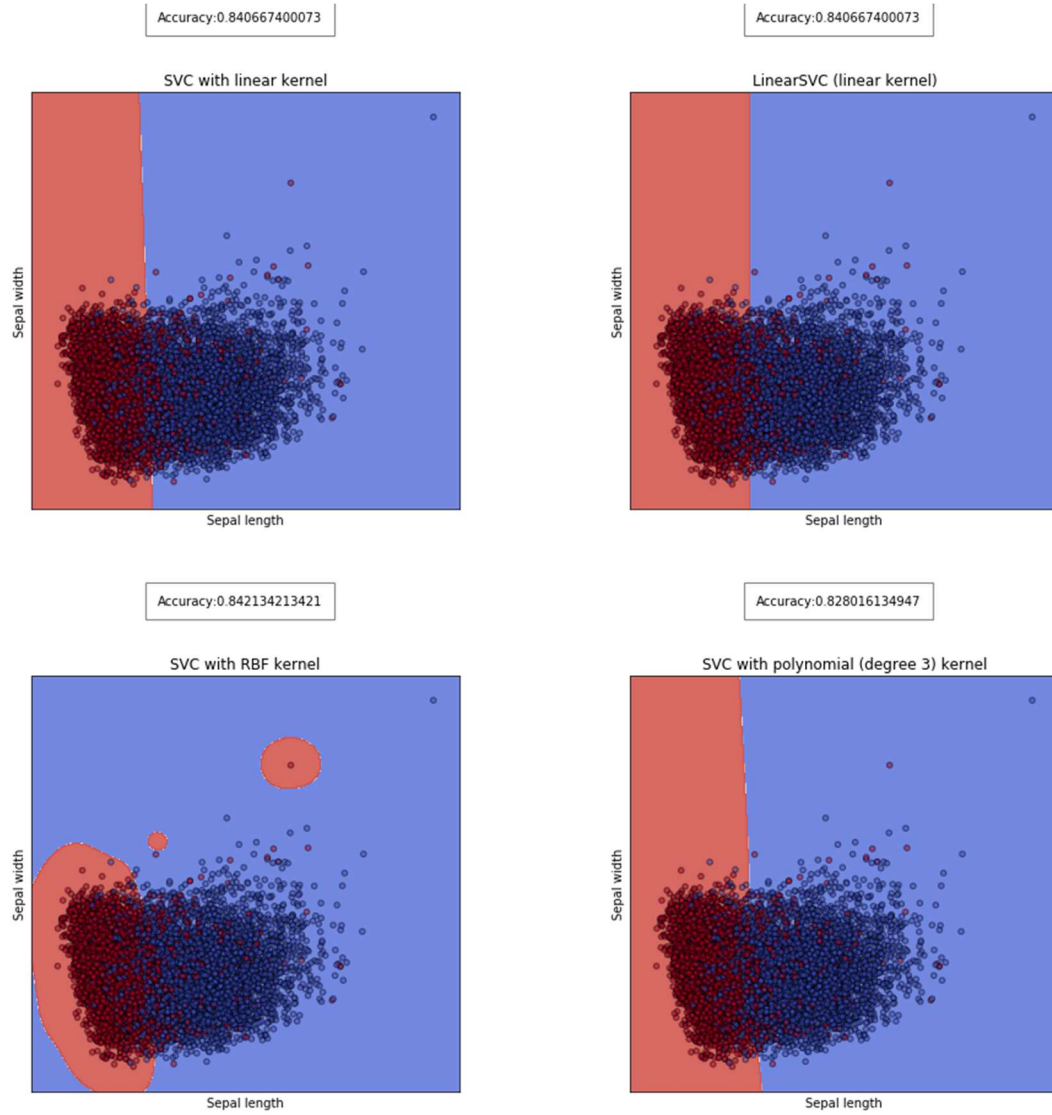 Accuracy:0.840667400073
SVC with linear kernel
Sepal width
Sepal length
Accuracy:0.840667400073
LinearSVC (linear kernel)
Sepal width
Sepal length
Accuracy:0.842134213421
SVC with RBF kernel
Sepal width
Sepal length
Accuracy:0.828016134947
SVC with polynomial (degree 3) kernel
Sepal width
Sepal length